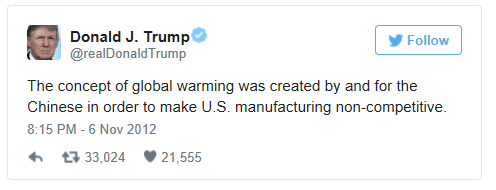 Donald J. Trump
@realDonaldTrump
Follow
The concept of global warming was created by and for the
Chinese in order to make U.S. manufacturing non-competitive.
8:15 PM - 6 Nov 2012
33,024 21,555